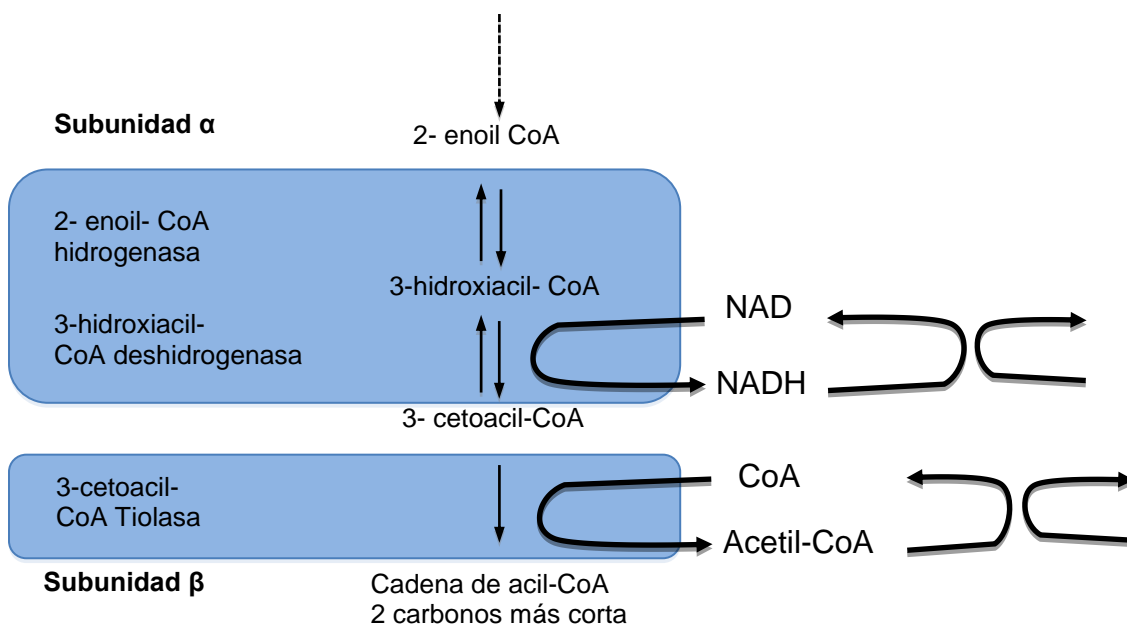 Subunidad α
2- enoil CoA
2- enoil- CoA
hidrogenasa
3-hidroxiacil- CoA
3-hidroxiacil-
CoA deshidrogenasa
NAD
NADH
3- cetoacil-CoA
3-cetoacil-
CoA Tiolasa
CoA
Acetil-CoA
Subunidad β
Cadena de acil-CoA
2 carbonos más corta